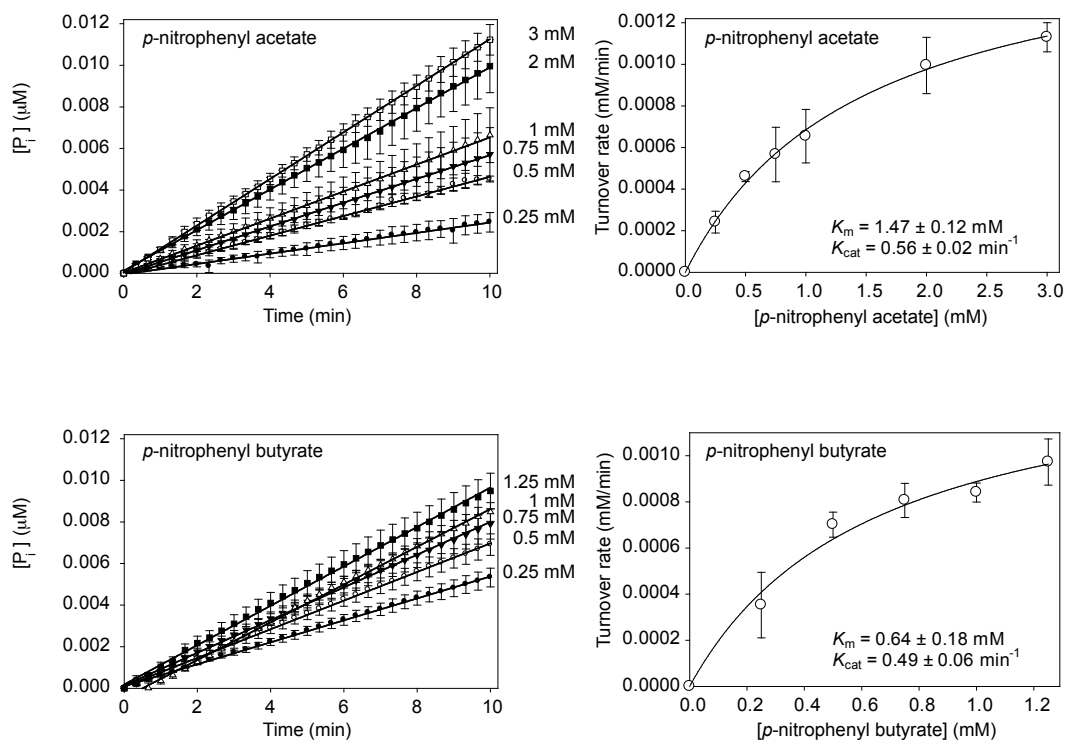 p-nitrophenyl acetate
[Pi] (μM)
0.012
0.010
0.008
0.006
0.004
0.002
0.000
0
2
4
6
8
10
Time (min)
3 mM
2 mM
1 mM
0.75 mM
0.5 mM
0.25 mM
p-nitrophenyl acetate
Turnover rate (mM/min)
0.0012
0.0010
0.0008
0.0006
0.0004
0.0002
0.0000
Km = 1.47 ± 0.12 mM
Kcat = 0.56 ± 0.02 min-1
0.0
0.5
1.0
1.5
2.0
2.5
3.0
[p-nitrophenyl acetate] (mM)
p-nitrophenyl butyrate
[Pi] (μM)
0.012
0.010
0.008
0.006
0.004
0.002
0.000
0
2
4
6
8
10
Time (min)
1.25 mM
1 mM
0.75 mM
0.5 mM
0.25 mM
p-nitrophenyl butyrate
Turnover rate (mM/min)
0.0010
0.0008
0.0006
0.0004
0.0002
0.0000
Km = 0.64 ± 0.18 mM
Kcat = 0.49 ± 0.06 min-1
0.0
0.2
0.4
0.6
0.8
1.0
1.2
[p-nitrophenyl butyrate] (mM)